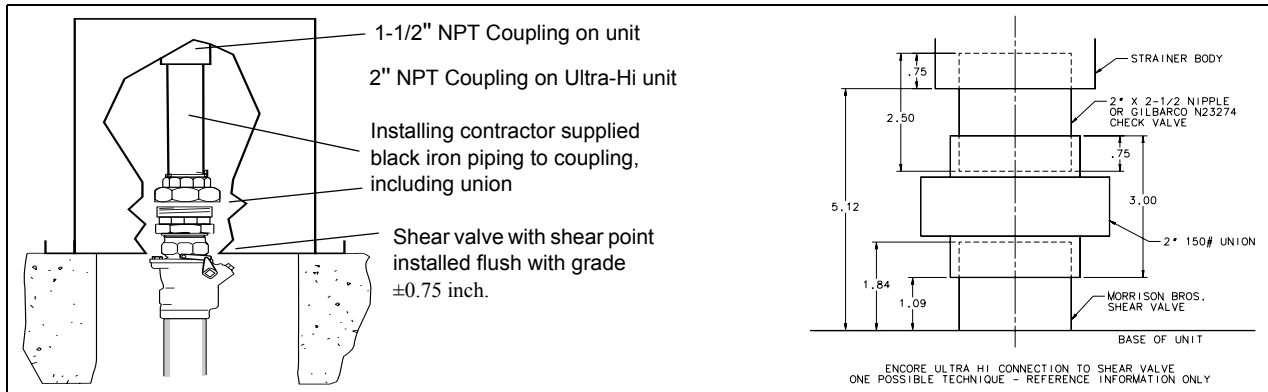 1-1/2" NPT Coupling on unit
2" NPT Coupling on Ultra-Hi unit
Installing contractor supplied
black iron piping to coupling,
including union
Shear valve with shear point
installed flush with grade
±0.75 inch.
.75
2.50
5.12
1.84
1.09
.75
3.00
STRAINER BODY
2" X 2-1/2 NIPPLE
OR GILBARCO N23274
CHECK VALVE
2" 150# UNION
MORRISON BROS.
SHEAR VALVE
BASE OF UNIT
ENCORE ULTRA HI CONNECTION TO SHEAR VALVE
ONE POSSIBLE TECHNIQUE - REFERENCE INFORMATION ONLY